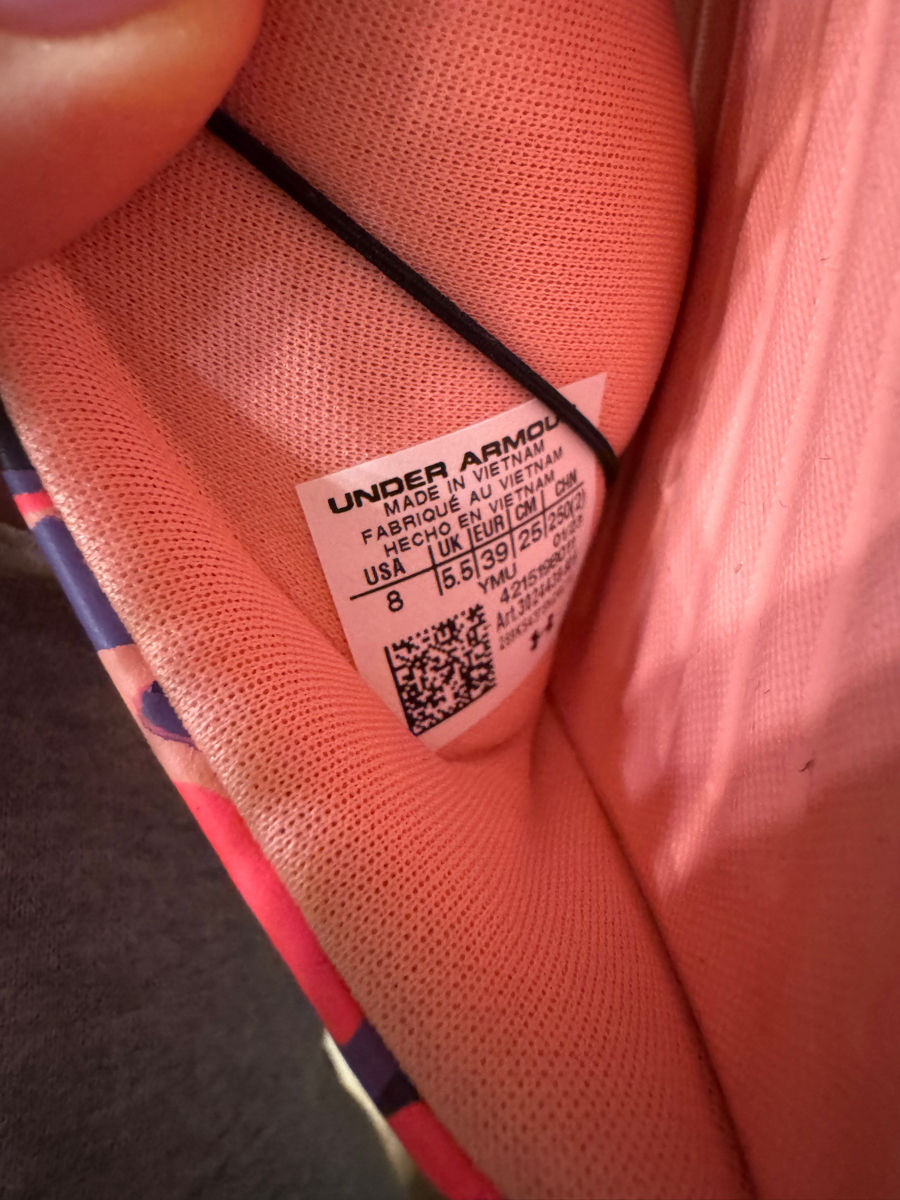 UNDER ARMOU
MADE IN VIETNAM
FABRIQUÉ AU VIETNAM
HECHO EN VIETNAM
USA UK EUR CM CHN
8 5.5 39 25 250(2)
YMU